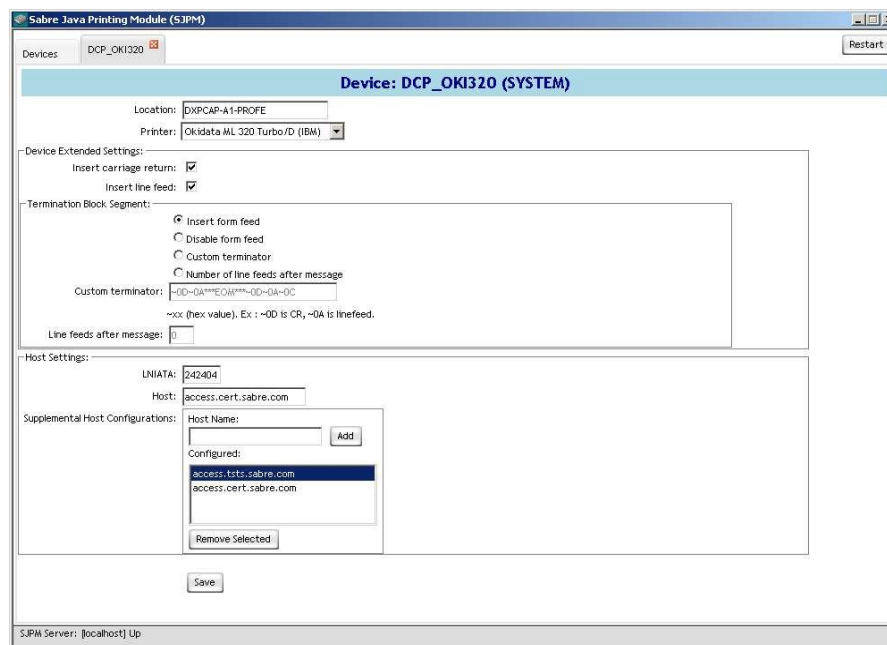 Sabre Java Printing Module (SJPM)
Devices
DCP_OKI320
Restart
Device: DCP_OKI320 (SYSTEM)
Location: DXPCAP-A1-PROFE
Printer: Okidata ML 320 Turbo/D (IBM)
Device Extended Settings:
Insert carriage return:
Insert line feed:
Termination Block Segment:
Insert form feed
Disable form feed
Custom terminator
Number of line feeds after message
Custom terminator: ~0D~0A***EOM***~0D~0A~0C
~xx (hex value). Ex : ~0D is CR, ~0A is linefeed.
Line feeds after message: 0
Host Settings:
LNIATA: 242404
Host: access.cert.sabre.com
Supplemental Host Configurations:
Host Name:
Add
Configured:
access.tsts.sabre.com
access.cert.sabre.com
Remove Selected
Save
SJPM Server: [localhost] Up